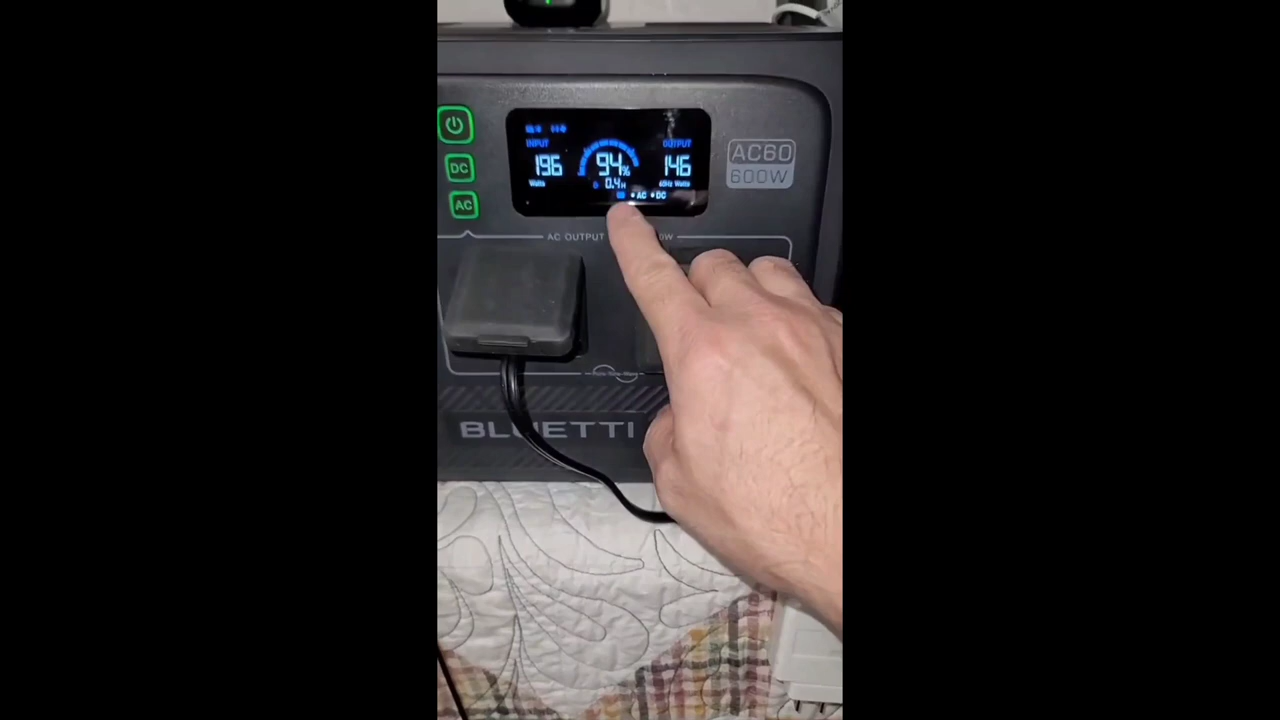 INPUT
OUTPUT
196
94%
146
Watts
0.4H
60Hz Watts
AC DC
AC60
600W
DC
AC
AC OUTPUT
BLUETTI